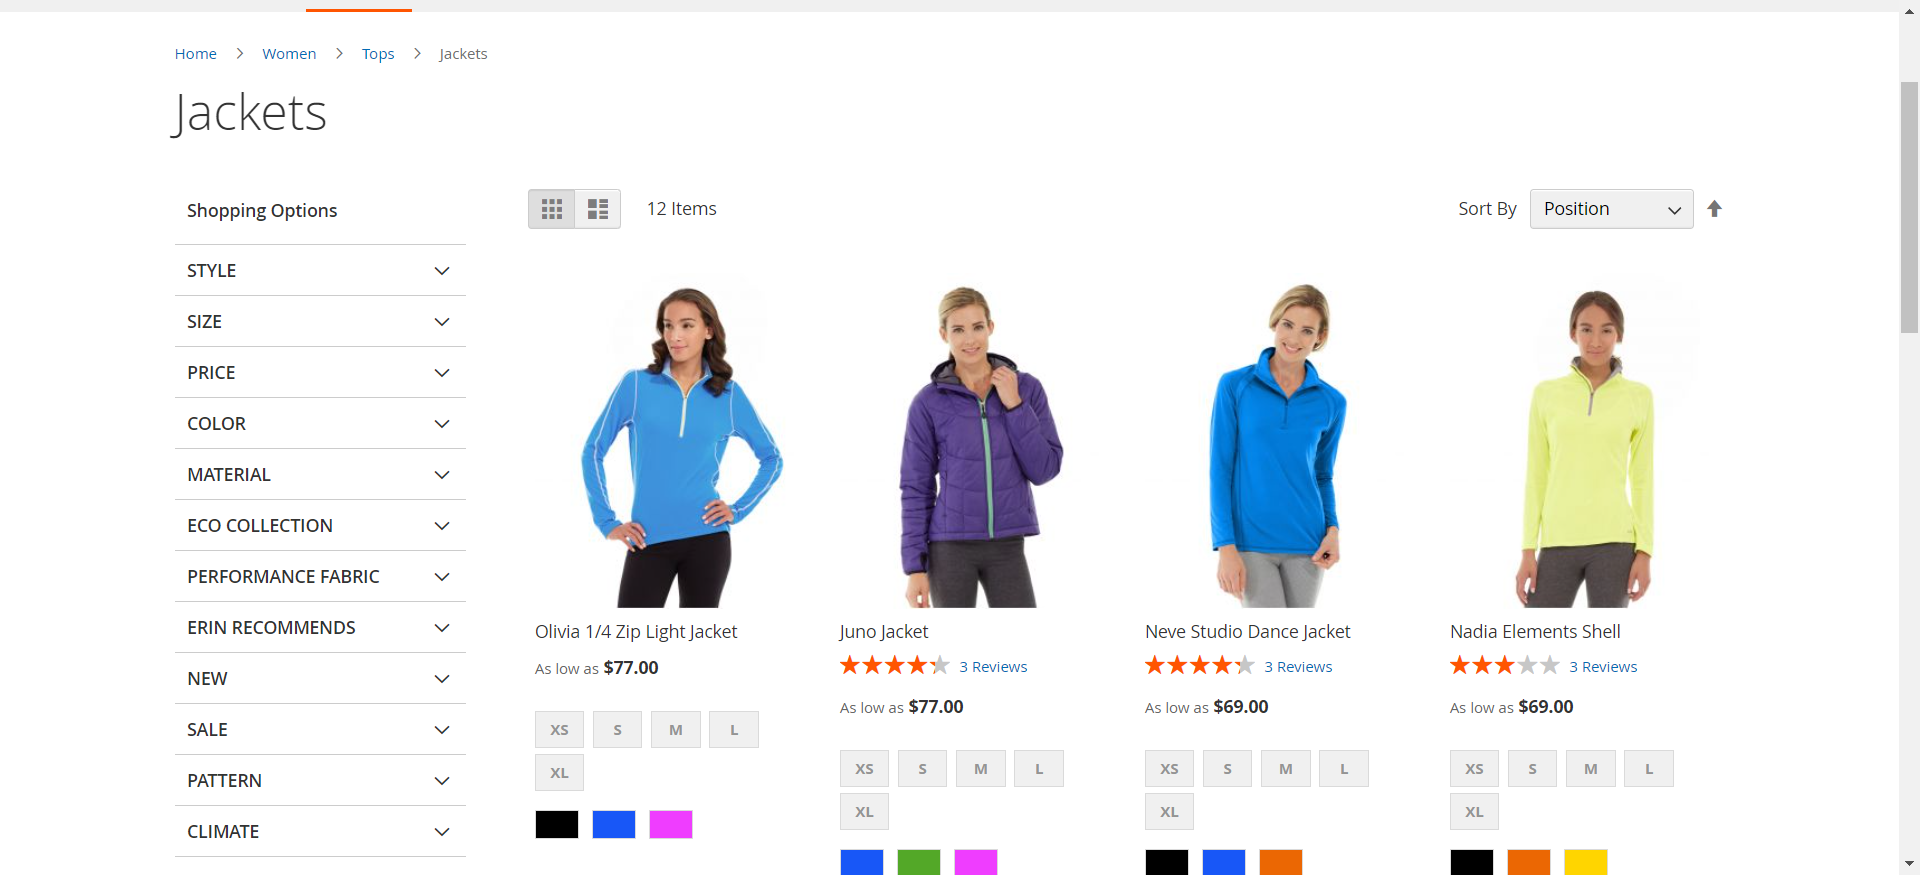 Home > Women > Tops > Jackets
Jackets
Shopping Options
STYLE
SIZE
PRICE
COLOR
MATERIAL
ECO COLLECTION
PERFORMANCE FABRIC
ERIN RECOMMENDS
NEW
SALE
PATTERN
CLIMATE
12 Items
Sort By Position
Olivia 1/4 Zip Light Jacket
As low as $77.00
XS S M L
XL
Juno Jacket
3 Reviews
As low as $77.00
XS S M L
XL
Neve Studio Dance Jacket
3 Reviews
As low as $69.00
XS S M L
XL
Nadia Elements Shell
3 Reviews
As low as $69.00
XS S M L
XL